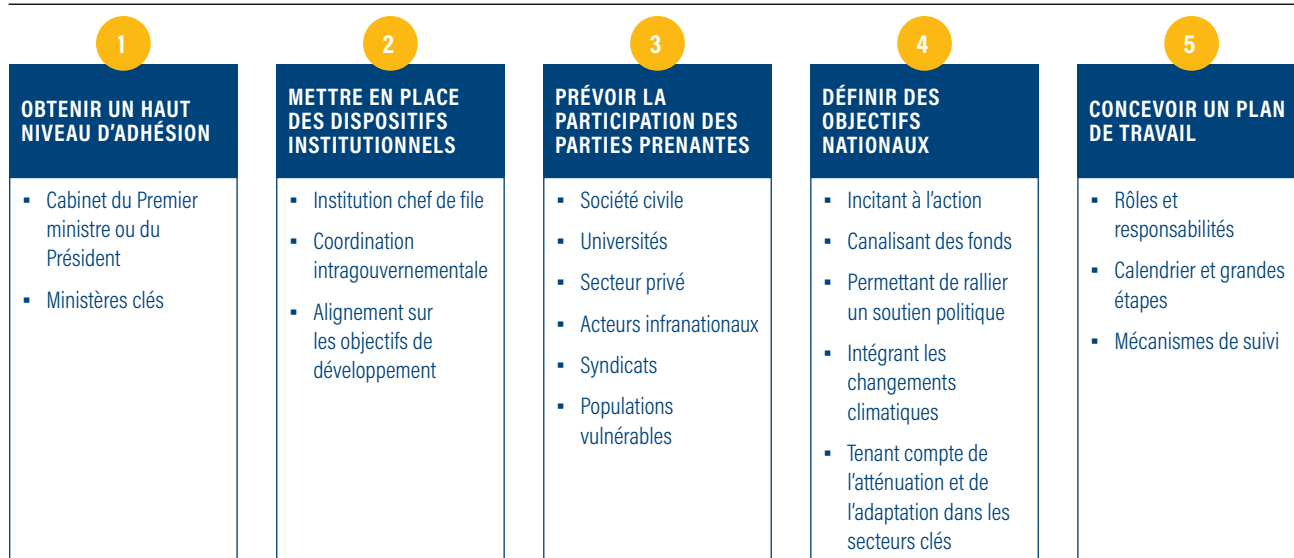 1
OBTENIR UN HAUT
NIVEAU D'ADHÉSION
▪ Cabinet du Premier
ministre ou du
Président
▪ Ministères clés
2
METTRE EN PLACE
DES DISPOSITIFS
INSTITUTIONNELS
▪ Institution chef de file
▪ Coordination
intragouvernementale
▪ Alignement sur
les objectifs de
développement
3
PRÉVOIR LA
PARTICIPATION DES
PARTIES PRENANTES
▪ Société civile
▪ Universités
▪ Secteur privé
▪ Acteurs infranationaux
▪ Syndicats
▪ Populations
vulnérables
4
DÉFINIR DES
OBJECTIFS
NATIONAUX
▪ Incitant à l'action
▪ Canalisant des fonds
▪ Permettant de rallier
un soutien politique
▪ Intégrant les
changements
climatiques
▪ Tenant compte de
l'atténuation et de
l'adaptation dans les
secteurs clés
5
CONCEVOIR UN PLAN
DE TRAVAIL
▪ Rôles et
responsabilités
▪ Calendrier et grandes
étapes
▪ Mécanismes de suivi